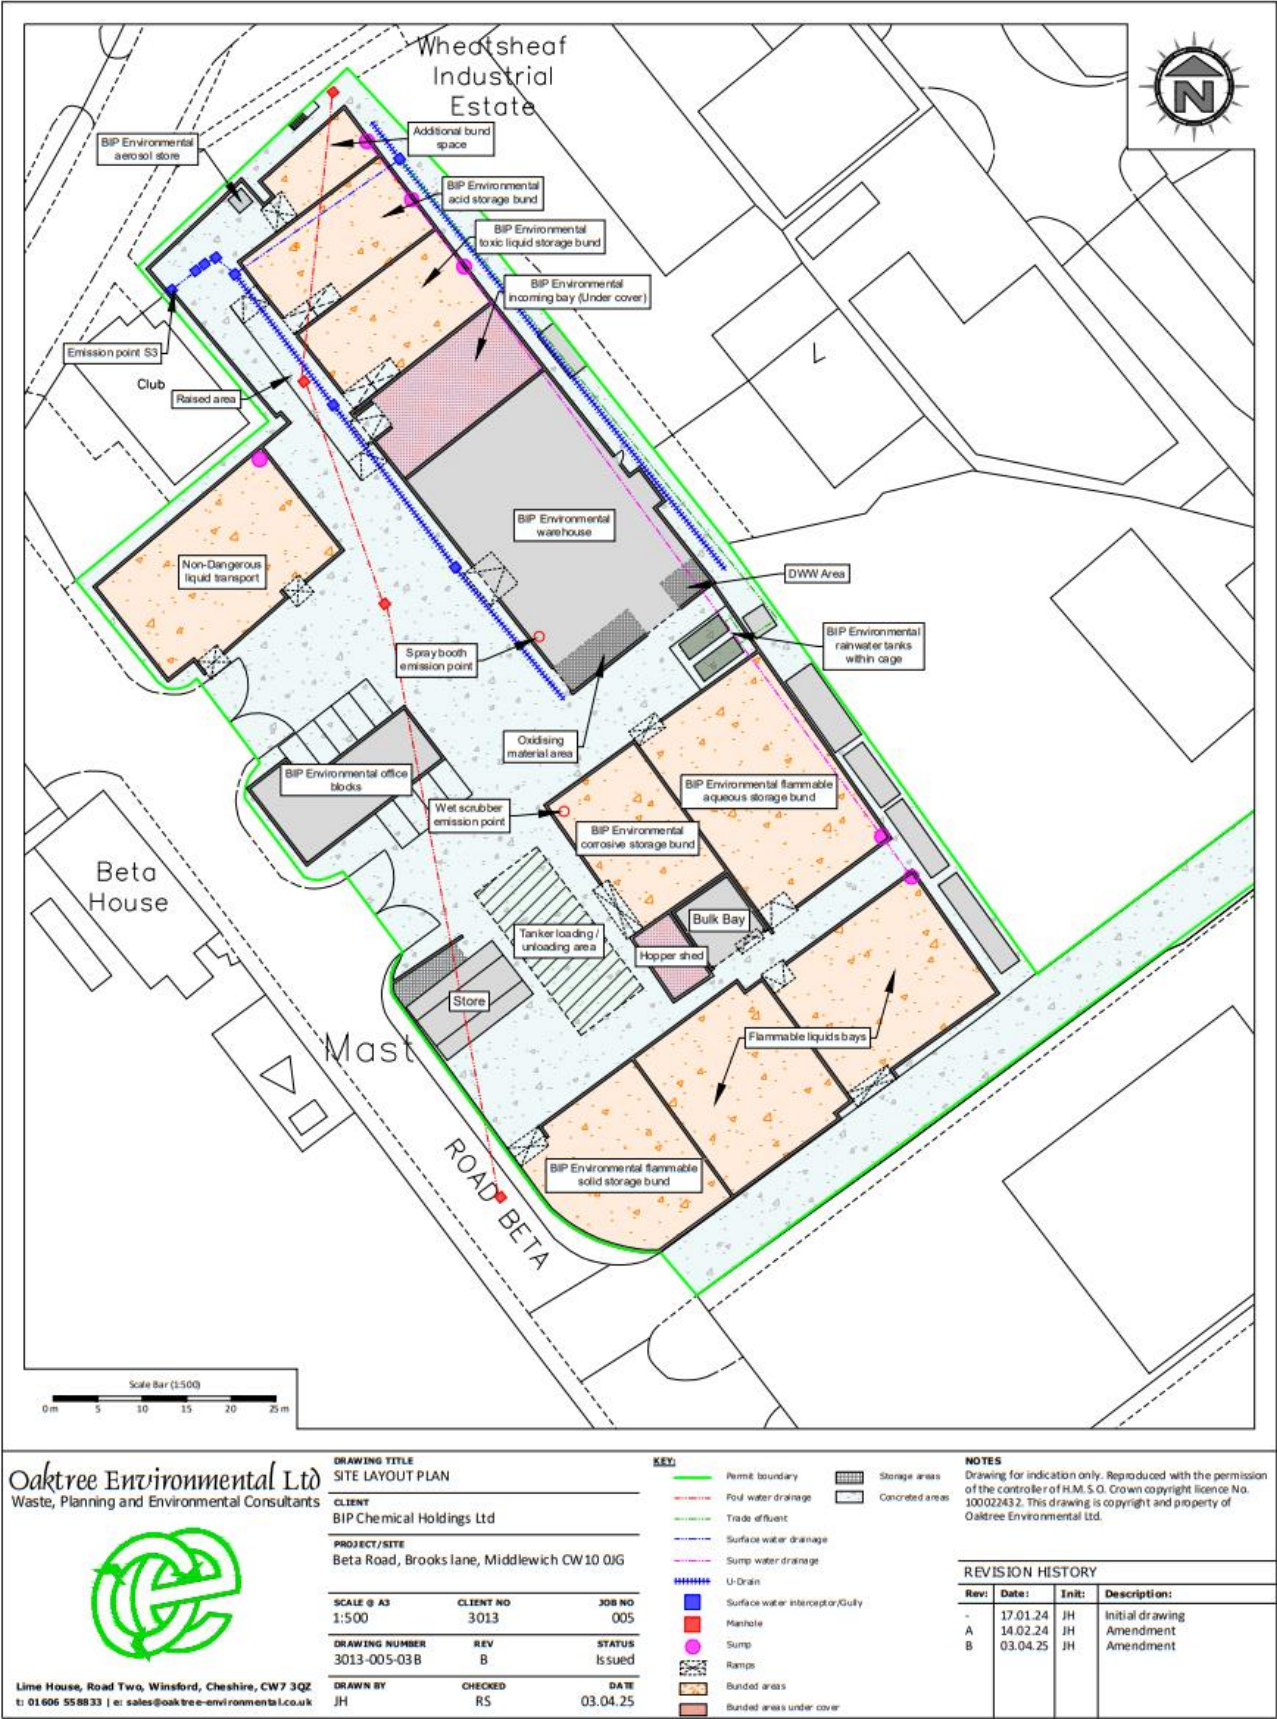 Wheatsheaf
Industrial
Estate
N
BIP Environmental
aerosol store
Additional bund
space
BIP Environmental
acid storage bund
BIP Environmental
toxic liquid storage bund
BIP Environmental
incoming bay (Under cover)
Emission point S3
Club
Raised area
BIP Environmental
warehouse
Non-Dangerous
liquid transport
DWW Area
Spray booth
emission point
BIP Environmental
rainwater tanks
within cage
Oxidising
material area
BIP Environmental office
blocks
BIP Environmental flammable
aqueous storage bund
Wet scrubber
emission point
BIP Environmental
corrosive storage bund
Beta
House
Bulk Bay
Tanker loading /
unloading area
Hopper shed
Store
Mast
Flammable liquids bays
BIP Environmental flammable
solid storage bund
ROAD BETA
Scale Bar (1:500)
0 m 5 10 15 20 25 m
Oaktree Environmental Ltd
Waste, Planning and Environmental Consultants
Lime House, Road Two, Winsford, Cheshire, CW7 3QZ
t: 01606 558833 | e: sales@oaktree-environmental.co.uk
DRAWING TITLE
SITE LAYOUT PLAN
CLIENT
BIP Chemical Holdings Ltd
PROJECT/SITE
Beta Road, Brooks lane, Middlewich CW10 0JG
SCALE @ A3 CLIENT NO JOB NO
1:500 3013 005
DRAWING NUMBER REV STATUS
3013-005-03B B Issued
DRAWN BY CHECKED DATE
JH RS 03.04.25
KEY:
Permit boundary
Foul water drainage
Trade effluent
Surface water drainage
Sump water drainage
U-Drain
Surface water interceptor/Gully
Manhole
Sump
Ramps
Bunded areas
Bunded areas under cover
Storage areas
Concreted areas
NOTES
Drawing for indication only. Reproduced with the permission
of the controller of H.M.S.O. Crown copyright licence No.
100022432. This drawing is copyright and property of
Oaktree Environmental Ltd.
REVISION HISTORY
Rev: Date: Init: Description:
- 17.01.24 JH Initial drawing
A 14.02.24 JH Amendment
B 03.04.25 JH Amendment